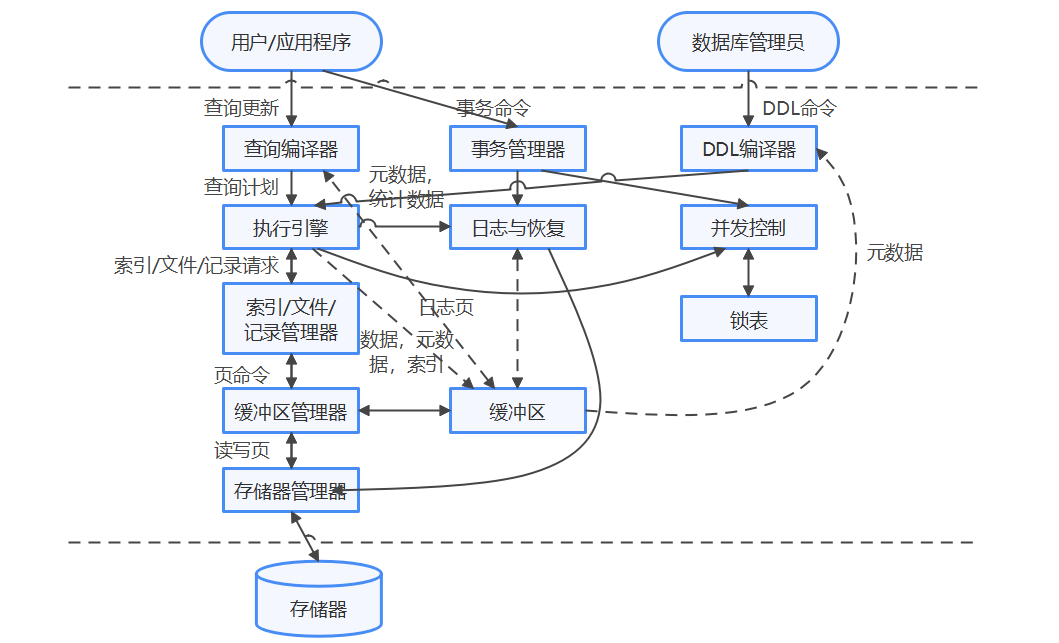 用户/应用程序
数据库管理员
查询更新
事务命令
DDL命令
查询编译器
事务管理器
DDL编译器
查询计划
元数据，
统计数据
执行引擎
日志与恢复
并发控制
元数据
索引/文件/记录请求
索引/文件/
记录管理器
日志页
锁表
数据，元数
据，索引
页命令
缓冲区管理器
缓冲区
读写页
存储器管理器
存储器